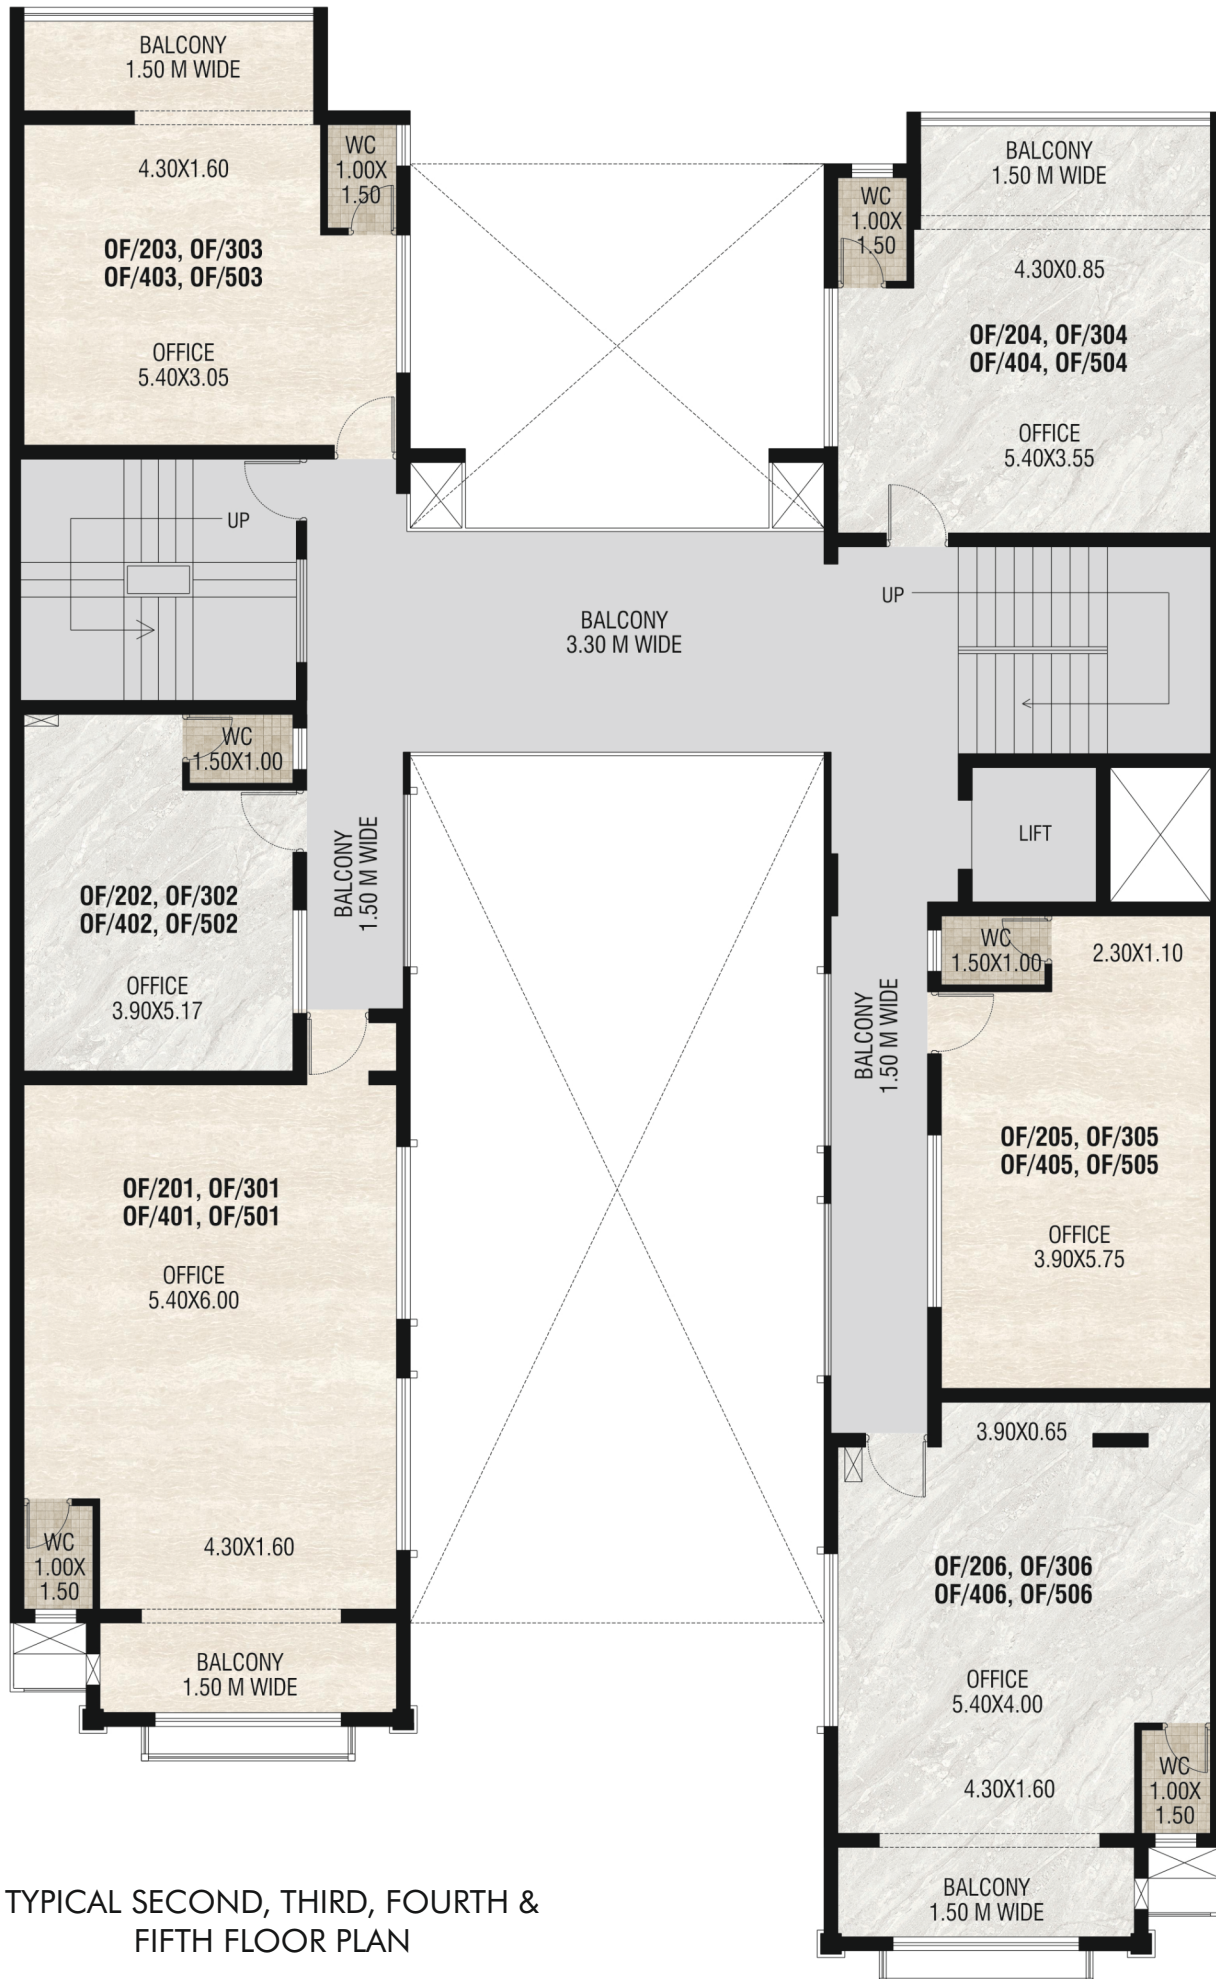 BALCONY
1.50 M WIDE
4.30X1.60
WC
1.00X
1.50
OF/203, OF/303
OF/403, OF/503
OFFICE
5.40X3.05
BALCONY
1.50 M WIDE
WC
1.00X
1.50
4.30X0.85
OF/204, OF/304
OF/404, OF/504
OFFICE
5.40X3.55
UP
UP
BALCONY
3.30 M WIDE
WC
1.50X1.00
BALCONY
1.50 M WIDE
OF/202, OF/302
OF/402, OF/502
OFFICE
3.90X5.17
LIFT
WC
1.50X1.00
2.30X1.10
BALCONY
1.50 M WIDE
OF/205, OF/305
OF/405, OF/505
OFFICE
3.90X5.75
OF/201, OF/301
OF/401, OF/501
OFFICE
5.40X6.00
WC
1.00X
1.50
4.30X1.60
BALCONY
1.50 M WIDE
3.90X0.65
OF/206, OF/306
OF/406, OF/506
OFFICE
5.40X4.00
4.30X1.60
WC
1.00X
1.50
BALCONY
1.50 M WIDE
TYPICAL SECOND, THIRD, FOURTH &
FIFTH FLOOR PLAN